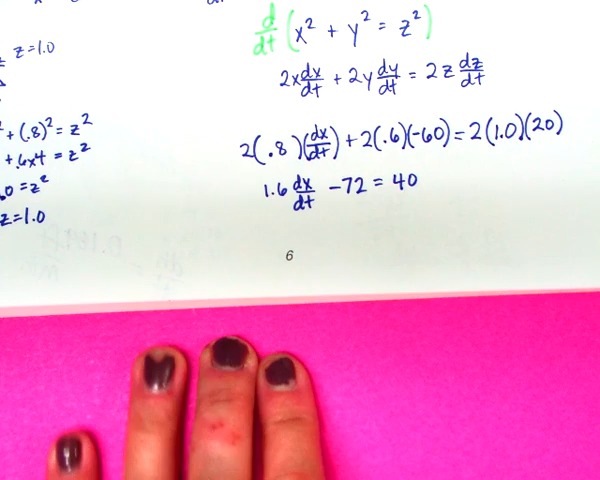 z = 1.0
+ (.8)² = z²
+ .64 = z²
0 = z²
z = 1.0
d/dt (x² + y² = z²)
2x dx/dt + 2y dy/dt = 2z dz/dt
2(.8)(dx/dt) + 2(.6)(-60) = 2(1.0)(20)
1.6 dx/dt - 72 = 40
6